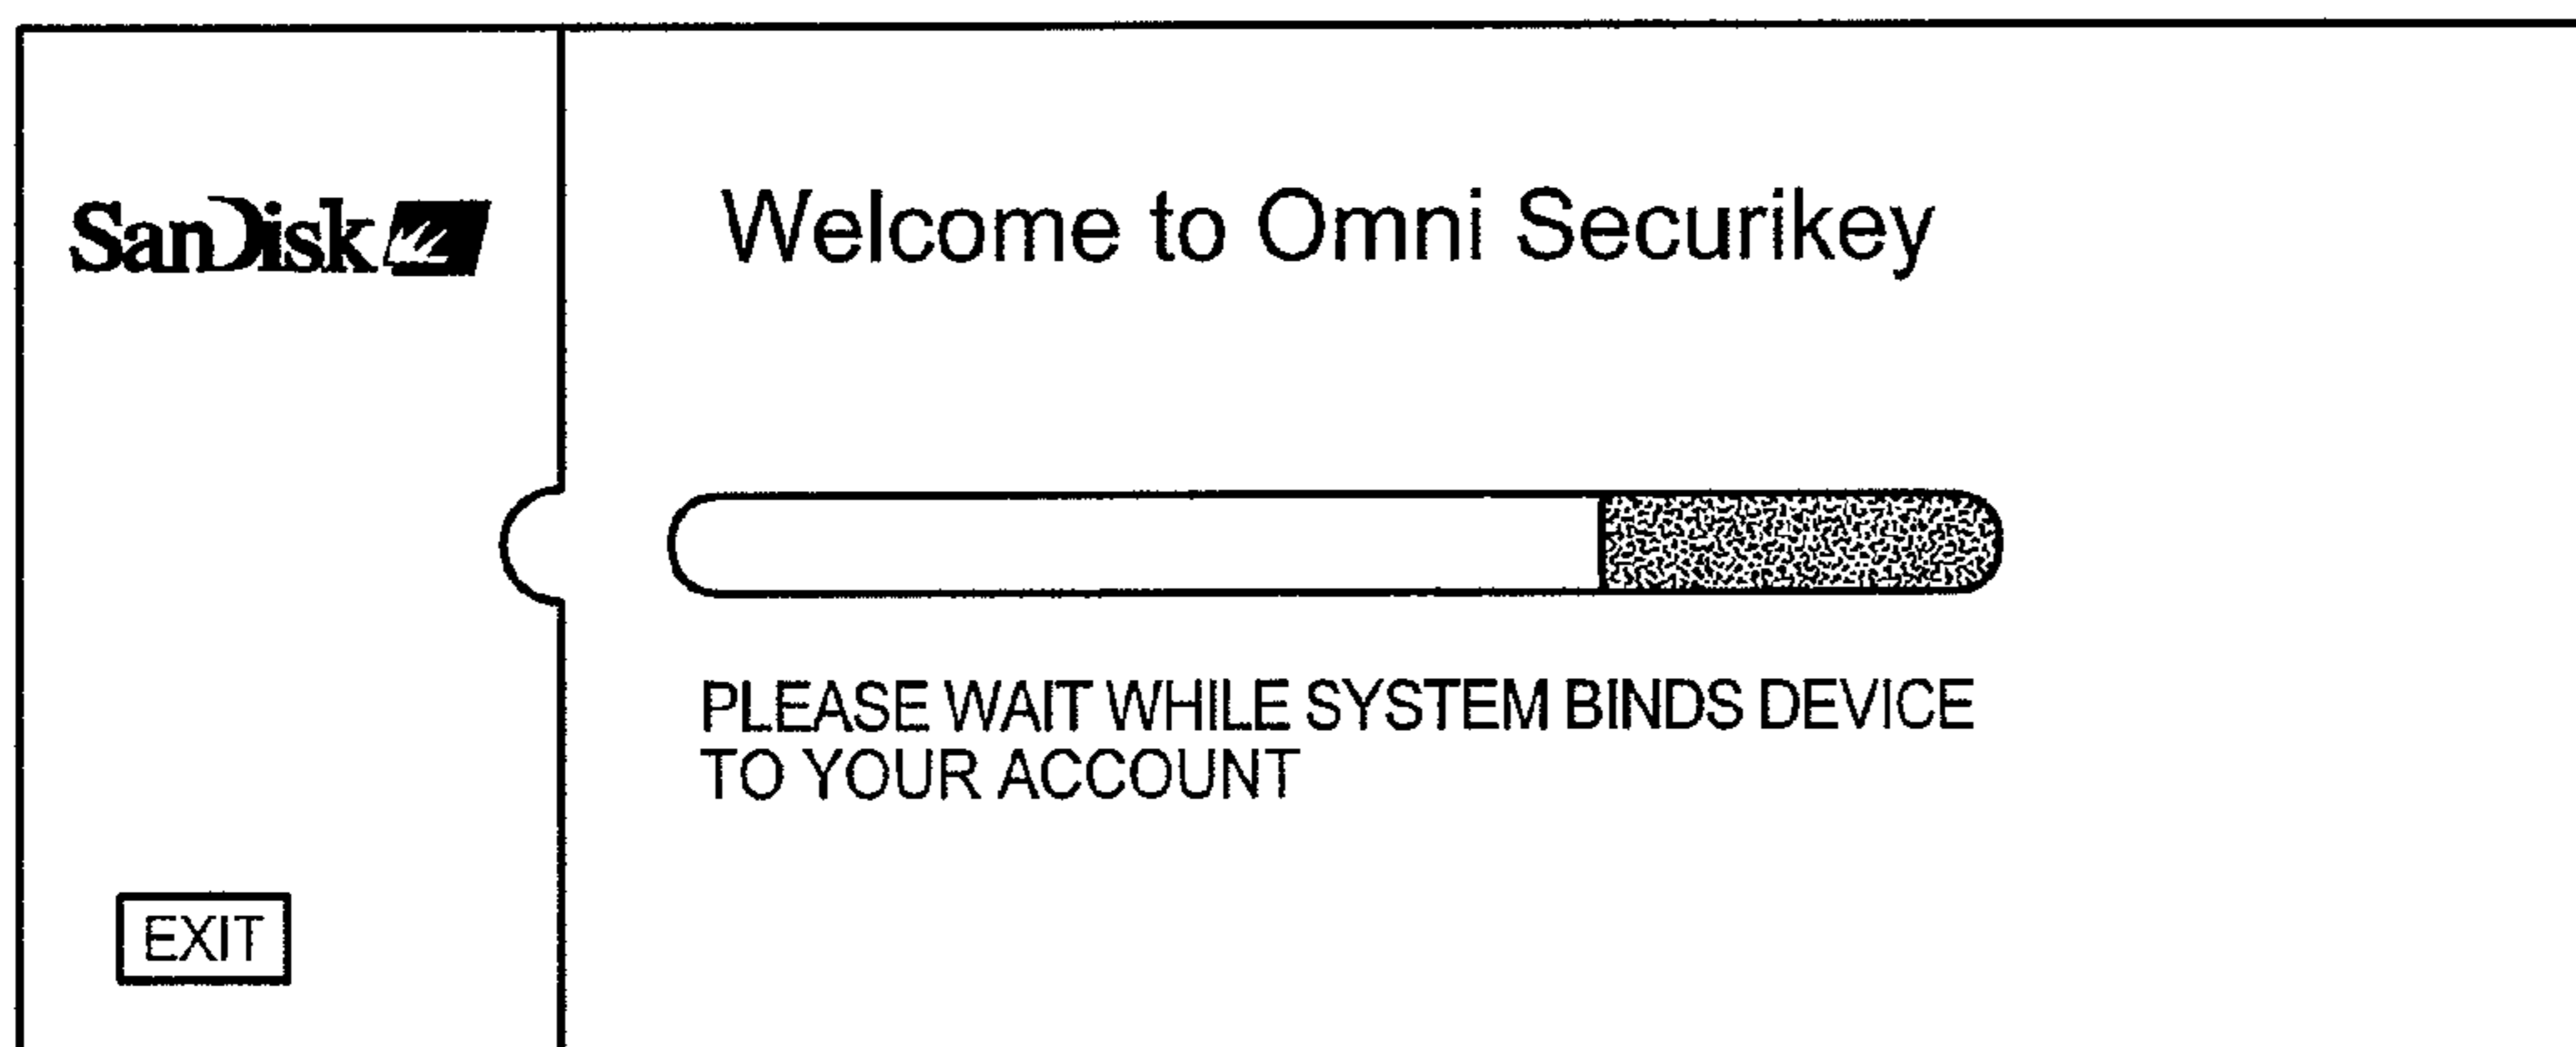 SanDisk
Welcome to Omni Securikey
PLEASE WAIT WHILE SYSTEM BINDS DEVICE
TO YOUR ACCOUNT
EXIT